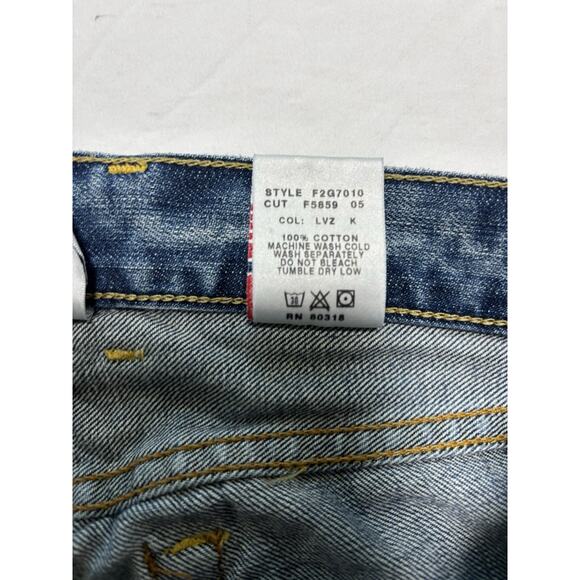 STYLE F2G7010
CUT F5859 05
COL: LVZ K
100% COTTON
MACHINE WASH COLD
WASH SEPARATELY
DO NOT BLEACH
TUMBLE DRY LOW
30
RN 80318